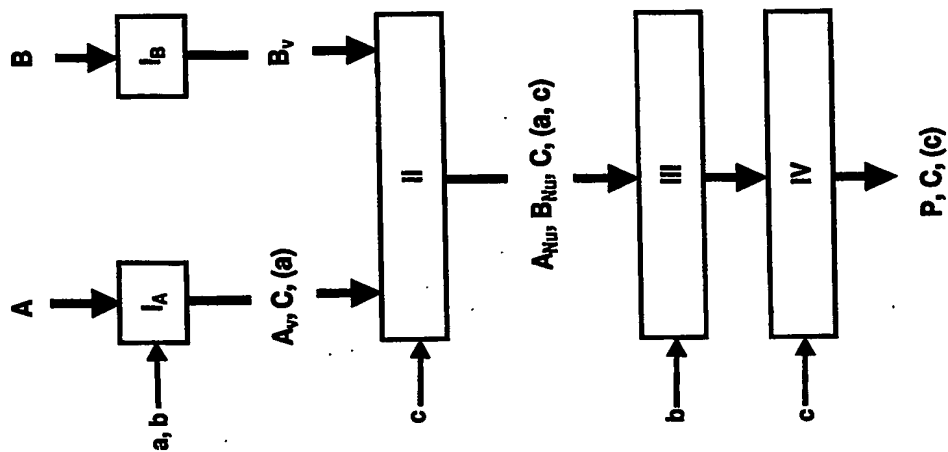 A B
a, b I_A I_B
A_v, C, (a) B_v
c II
A_Nu, B_Nu, C, (a, c)
b III
c IV
P, C, (c)